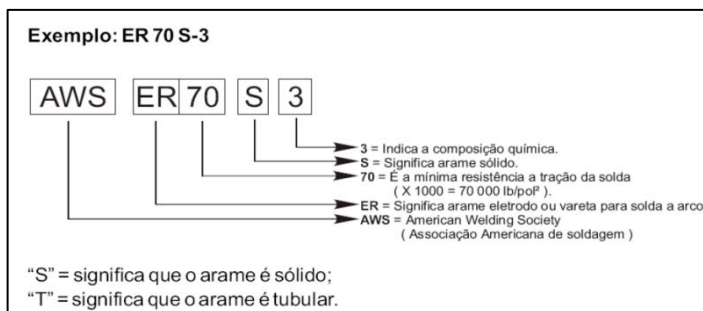 Exemplo: ER 70 S-3
AWS ER 70 S 3
3 = Indica a composição química.
S = Significa arame sólido.
70 = É a mínima resistência a tração da solda
( X 1000 = 70 000 lb/pol² ).
ER = Significa arame eletrodo ou vareta para solda a arco
AWS = American Welding Society
( Associação Americana de soldagem )
“S” = significa que o arame é sólido;
“T” = significa que o arame é tubular.